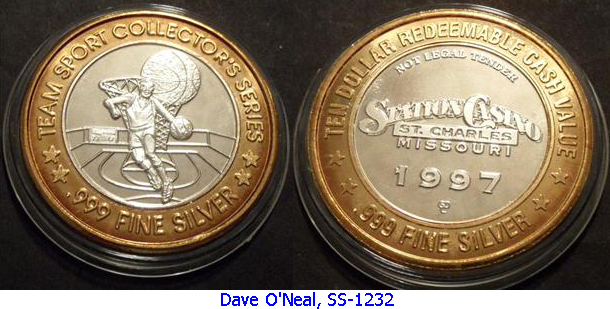 TEAM SPORT COLLECTOR'S SERIES
.999 FINE SILVER
TEN DOLLAR REDEEMABLE CASH VALUE
NOT LEGAL TENDER
STATION CASINO
ST. CHARLES
MISSOURI
1997
.999 FINE SILVER
Dave O'Neal, SS-1232